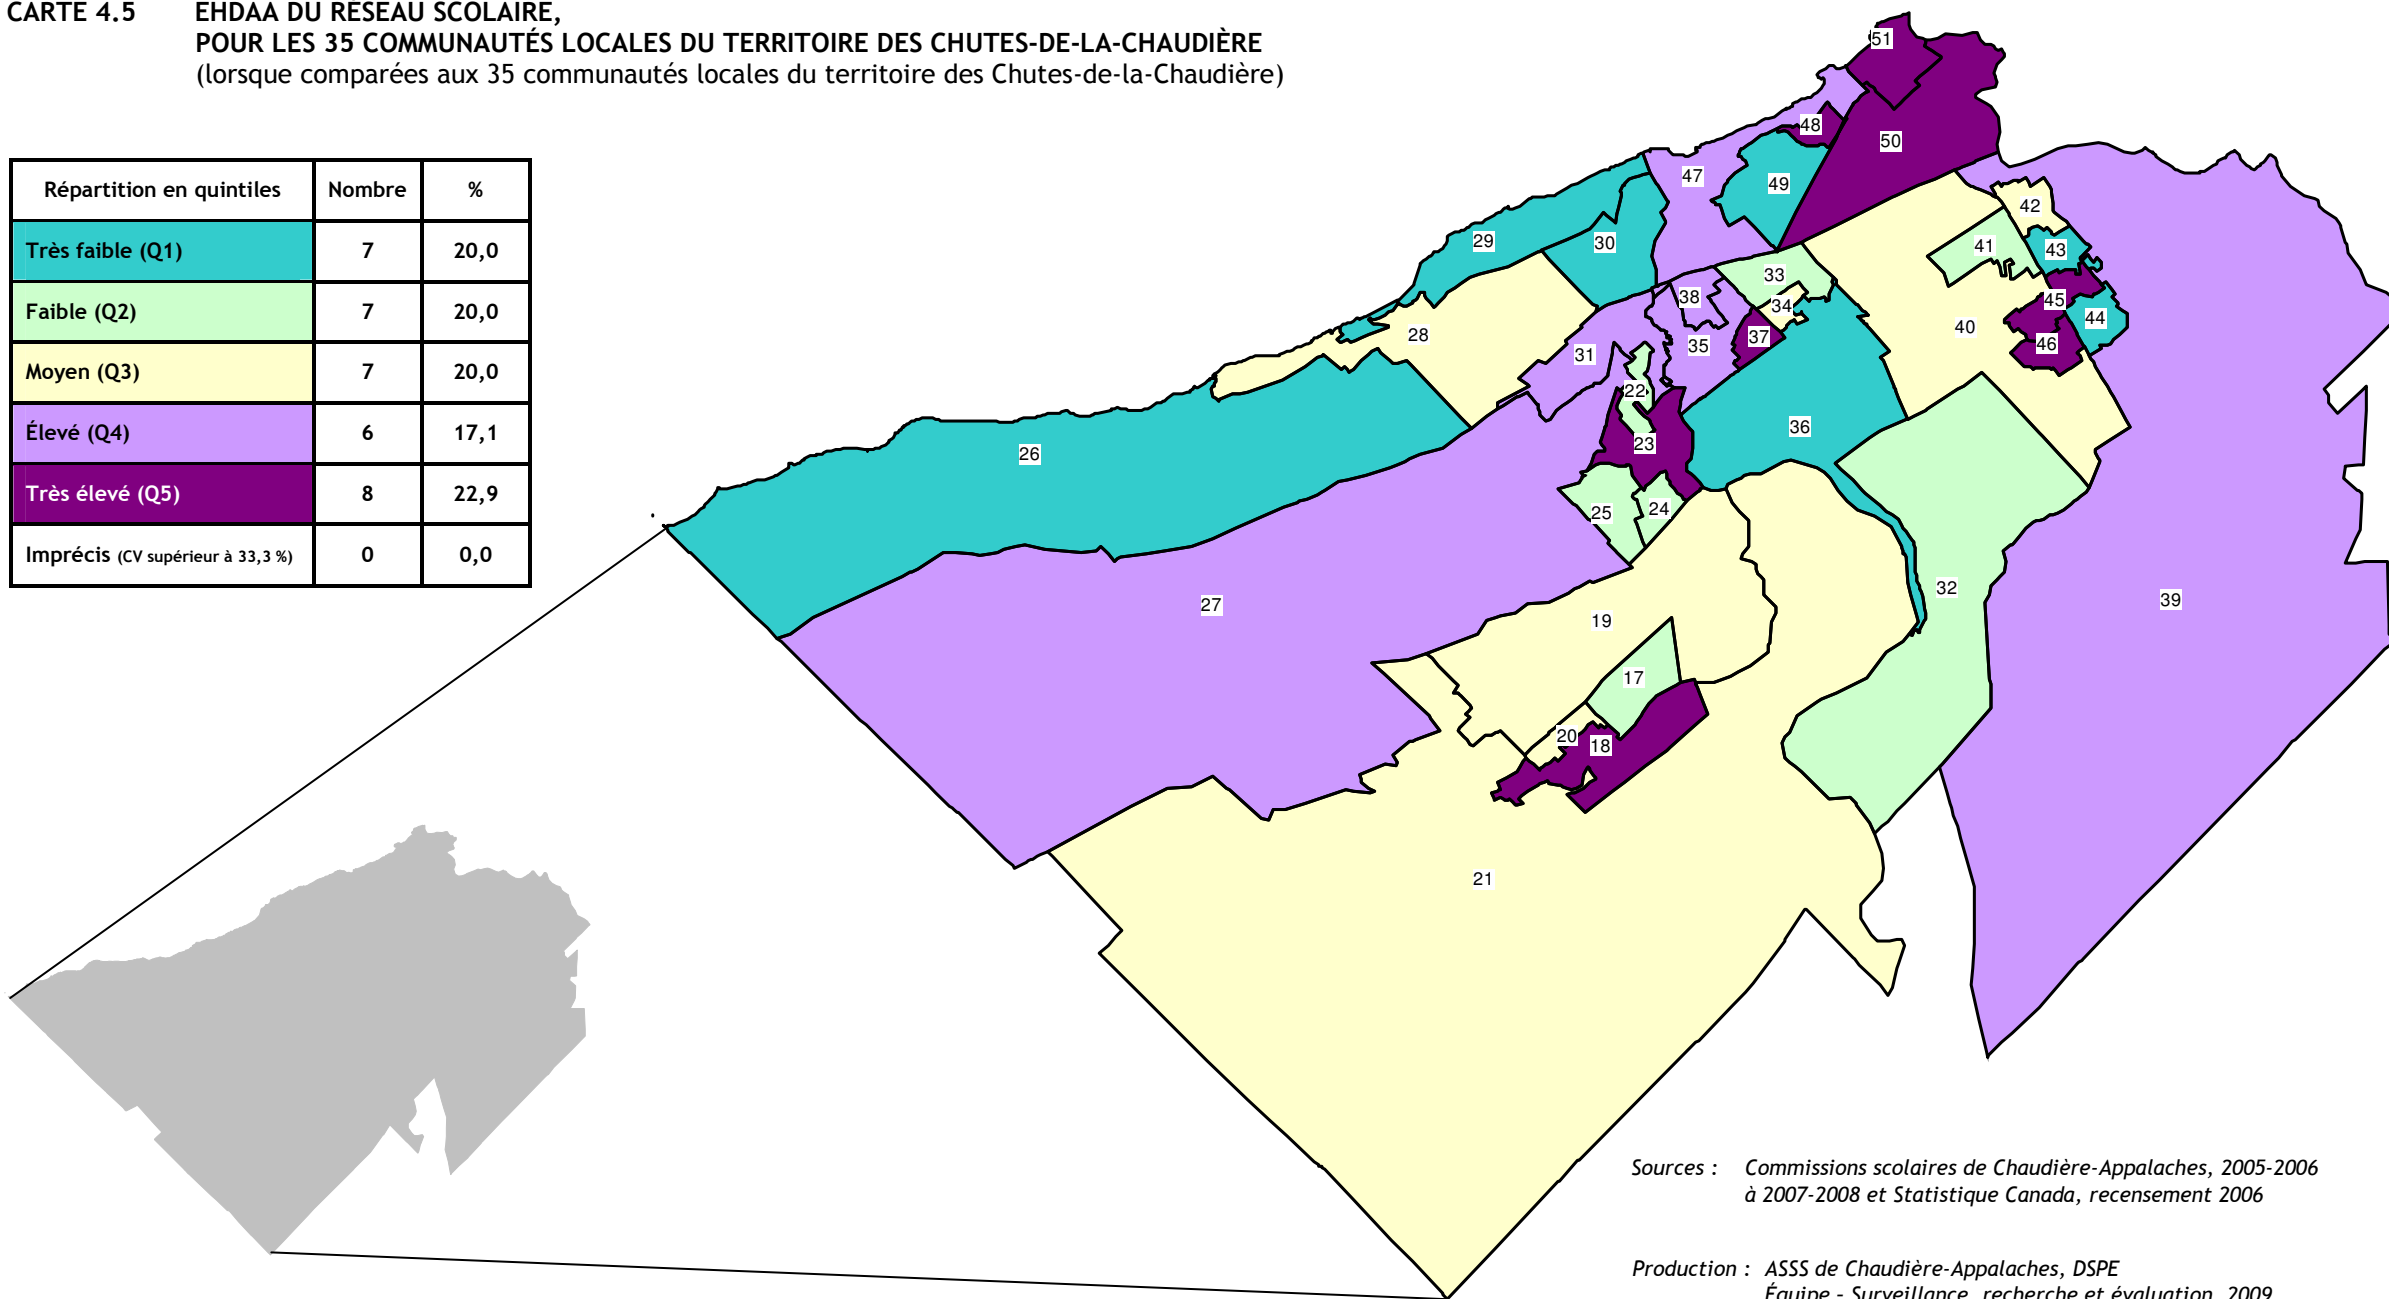 CARTE 4.5 EHDAA DU RÉSEAU SCOLAIRE,
POUR LES 35 COMMUNAUTÉS LOCALES DU TERRITOIRE DES CHUTES-DE-LA-CHAUDIÈRE
(lorsque comparées aux 35 communautés locales du territoire des Chutes-de-la-Chaudière)
Répartition en quintiles Nombre %
Très faible (Q1) 7 20,0
Faible (Q2) 7 20,0
Moyen (Q3) 7 20,0
Élevé (Q4) 6 17,1
Très élevé (Q5) 8 22,9
Imprécis (CV supérieur à 33,3 %) 0 0,0
51
48
50
47
49
42
29
30
41
43
33
38
34
45
44
28
40
37
46
31
35
22
36
23
26
25
24
32
27
39
19
17
20
18
21
Sources : Commissions scolaires de Chaudière-Appalaches, 2005-2006
à 2007-2008 et Statistique Canada, recensement 2006
Production : ASSS de Chaudière-Appalaches, DSPE
Équipe - Surveillance, recherche et évaluation, 2009